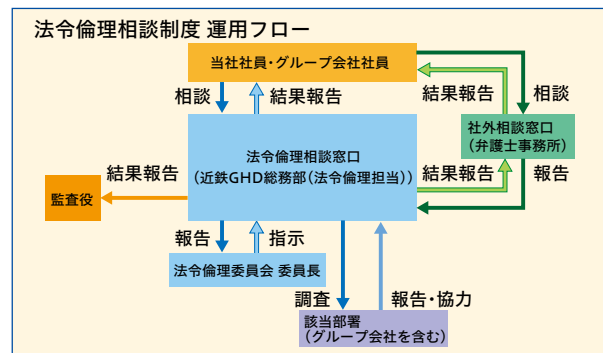 法令倫理相談制度 運用フロー
当社社員・グループ会社社員
相談
結果報告
結果報告
相談
社外相談窓口
(弁護士事務所)
法令倫理相談窓口
(近鉄GHD総務部(法令倫理担当))
結果報告
結果報告
報告
監査役
報告
指示
法令倫理委員会 委員長
調査
報告・協力
該当部署
(グループ会社を含む)